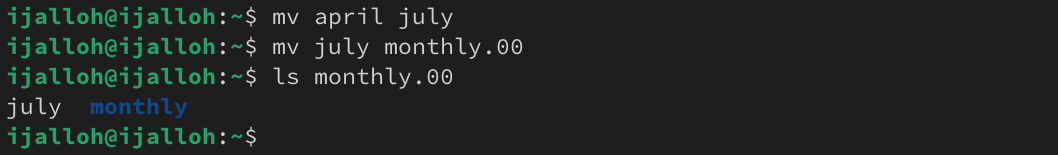 ijalloh@ijalloh:~$ mv april july
ijalloh@ijalloh:~$ mv july monthly.00
ijalloh@ijalloh:~$ ls monthly.00
july  monthly
ijalloh@ijalloh:~$